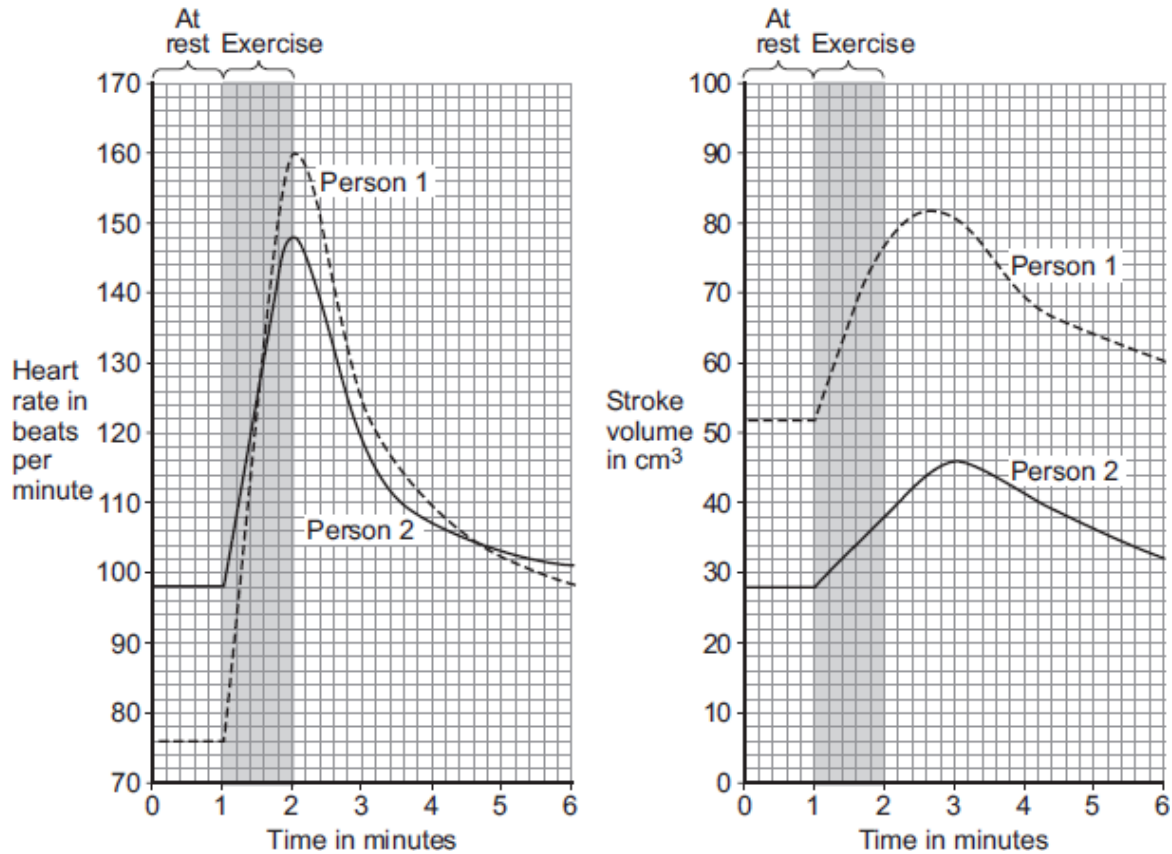 At
rest Exercise
170
160
150
140
130
120
110
100
90
80
70
Heart
rate in
beats
per
minute
Person 1
Person 2
0 1 2 3 4 5 6
Time in minutes
At
rest Exercise
100
90
80
70
60
50
40
30
20
10
0
Stroke
volume
in cm³
Person 1
Person 2
0 1 2 3 4 5 6
Time in minutes